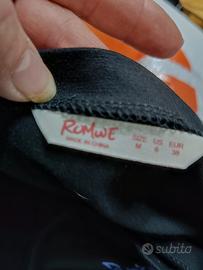 ROMWE
MADE IN CHINA
SIZE US EUR
M 6 38
subito